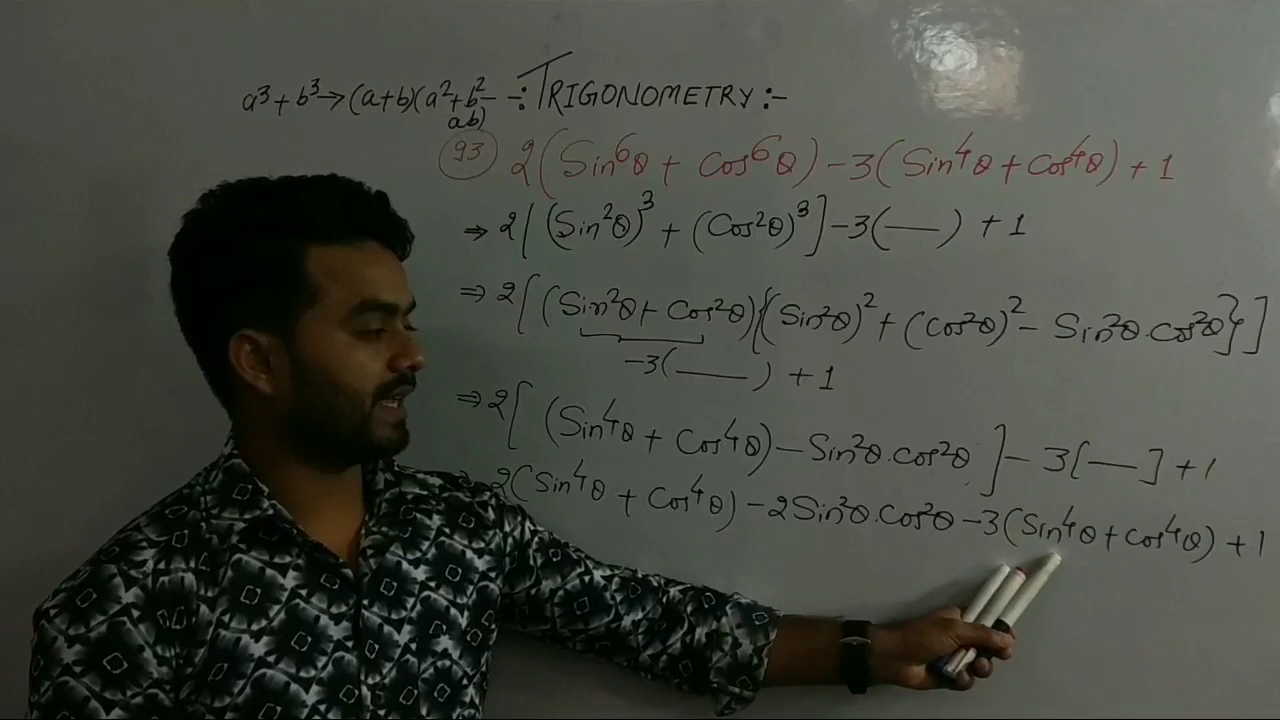 a³ + b³ → (a+b)(a²+b²-ab) -: TRIGONOMETRY :-
(93) 2(Sin⁶θ + Cos⁶θ) - 3(Sin⁴θ + Cos⁴θ) + 1
⇒ 2[(Sin²θ)³ + (Cos²θ)³] - 3(—) + 1
⇒ 2[(Sin²θ + Cos²θ){(Sin²θ)² + (Cos²θ)² - Sin²θ.Cos²θ}]
-3(—) + 1
⇒ 2[(Sin⁴θ + Cos⁴θ) - Sin²θ.Cos²θ] - 3[—] + 1
2(Sin⁴θ + Cos⁴θ) - 2Sin²θ.Cos²θ - 3(Sin⁴θ + Cos⁴θ) + 1